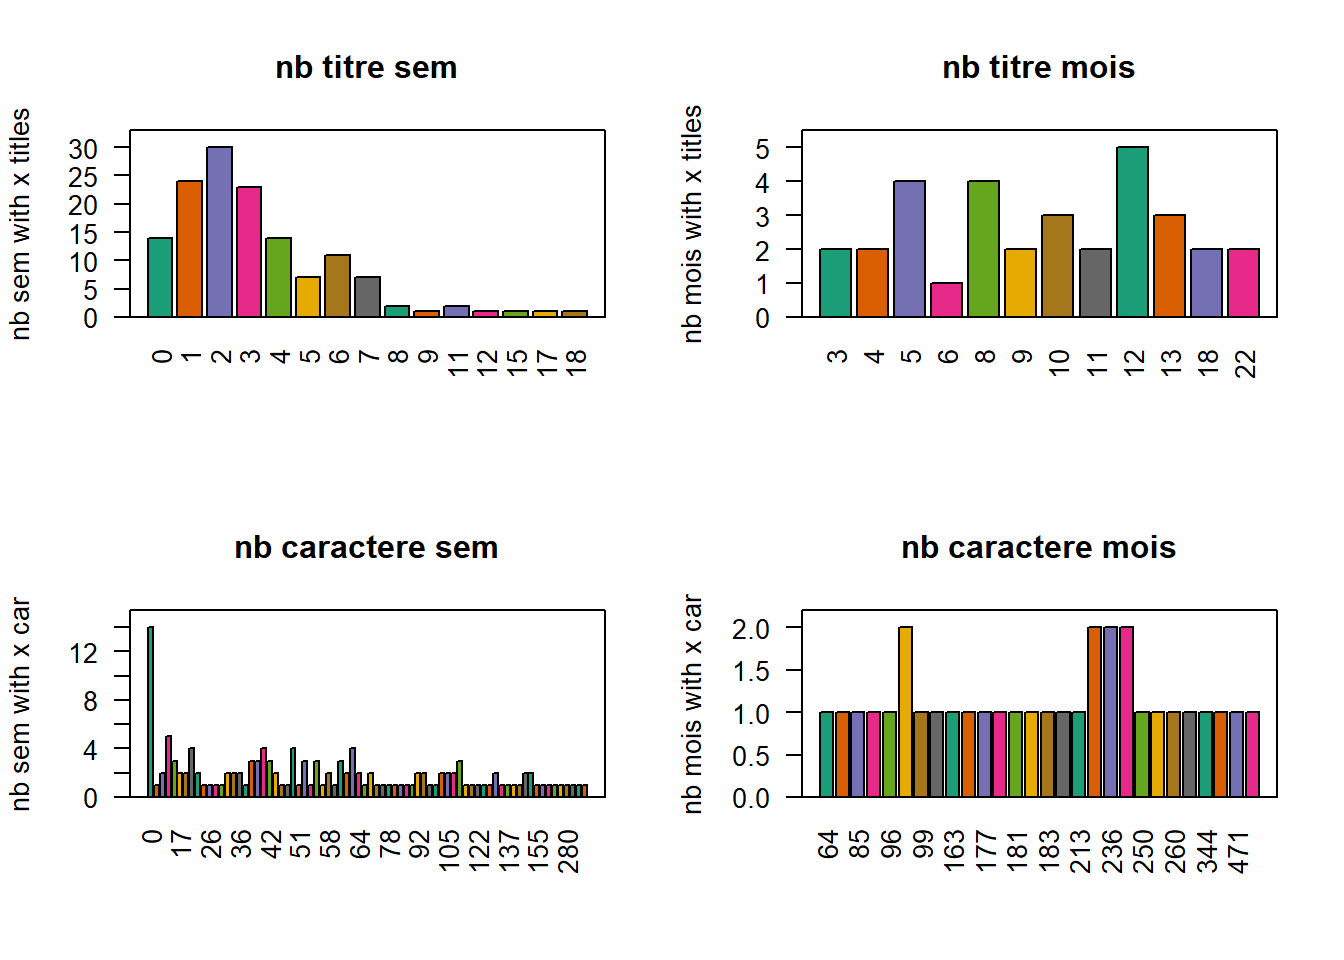 nb titre sem
nb sem with x titles
30
25
20
15
10
5
0
0 1 2 3 4 5 6 7 8 9 11 12 15 17 18
nb titre mois
nb mois with x titles
5
4
3
2
1
0
3 4 5 6 8 9 10 11 12 13 18 22
nb caractere sem
nb sem with x car
12
8
4
0
0 17 26 36 42 51 58 64 78 92 105 122 137 155 280
nb caractere mois
nb mois with x car
2.0
1.5
1.0
0.5
0.0
64 85 96 99 163 177 181 183 213 236 250 260 344 471